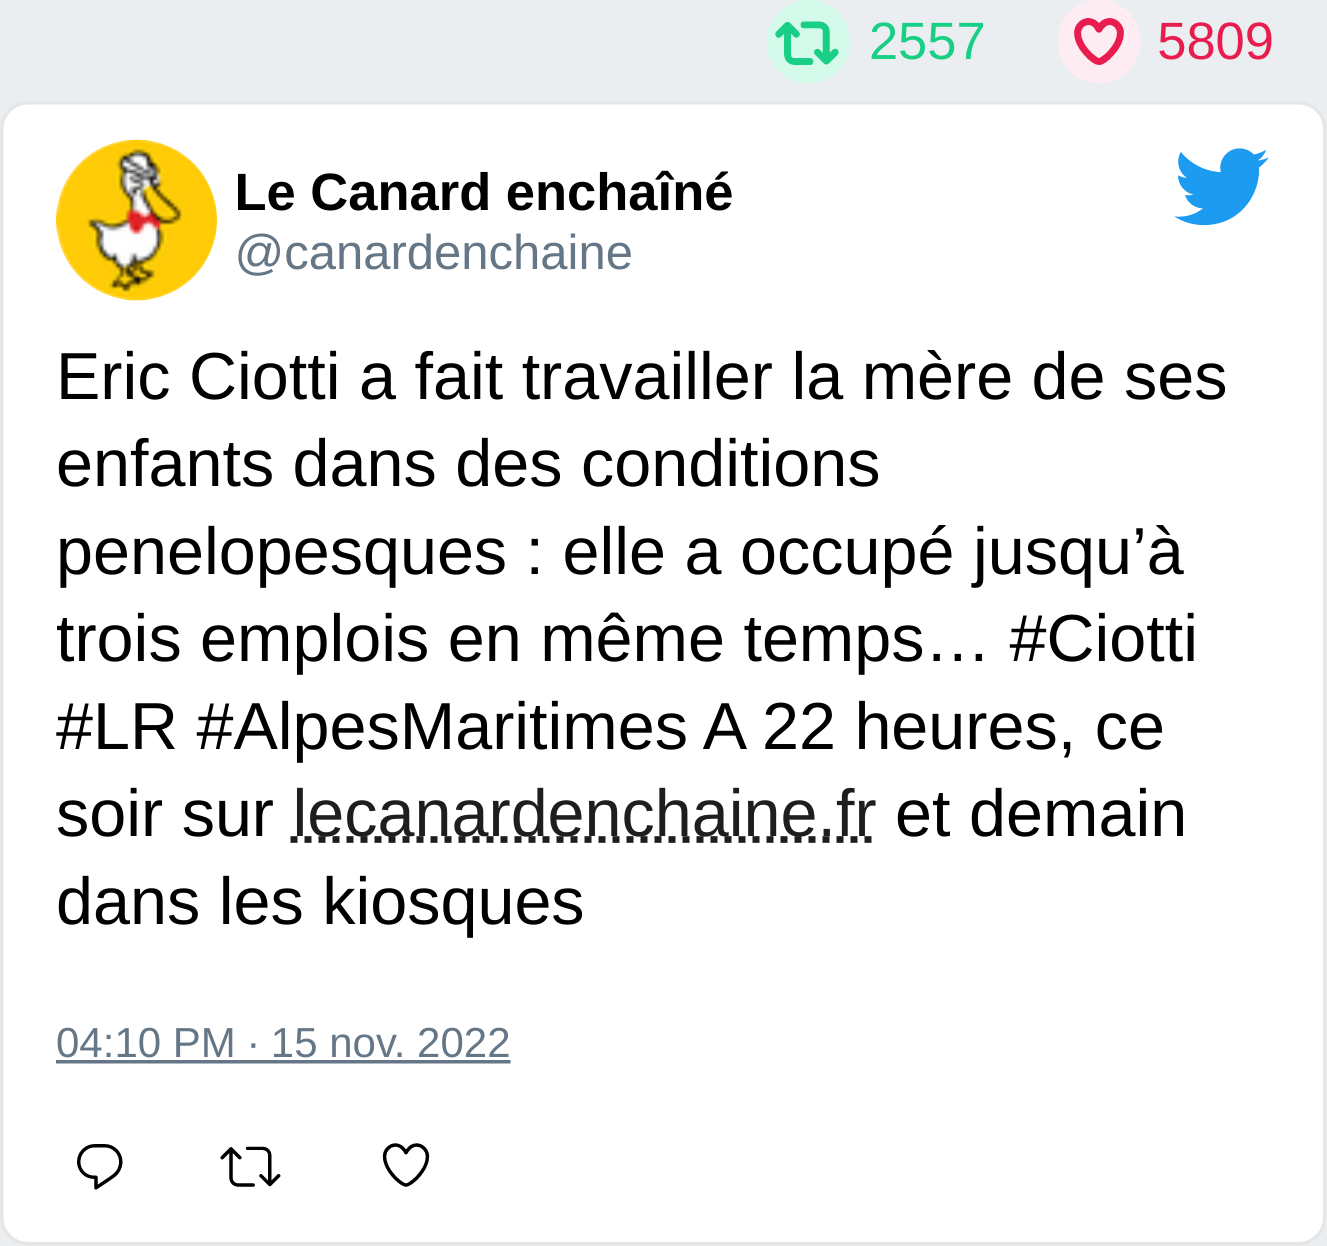 2557 5809
Le Canard enchaîné
@canardenchaine
Eric Ciotti a fait travailler la mère de ses
enfants dans des conditions
penelopesques : elle a occupé jusqu’à
trois emplois en même temps… #Ciotti
#LR #AlpesMaritimes A 22 heures, ce
soir sur lecanardenchaine.fr et demain
dans les kiosques
04:10 PM · 15 nov. 2022